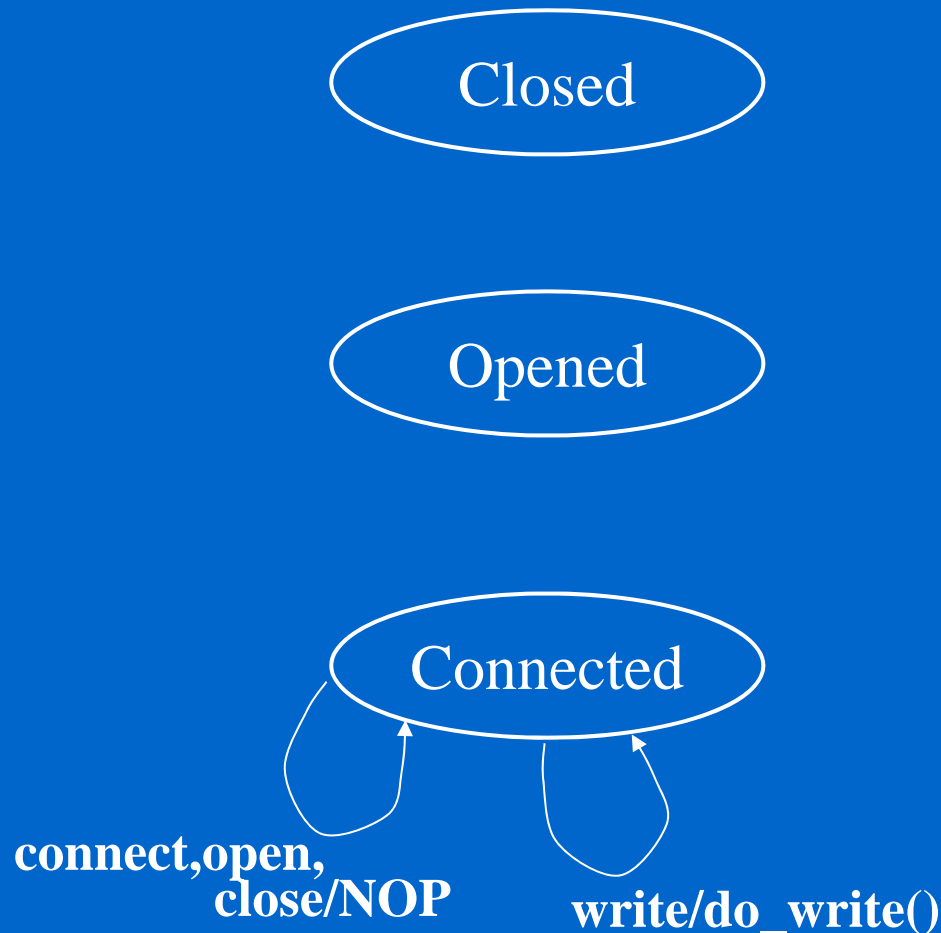 Closed
Opened
Connected
connect,open,
close/NOP
write/do_write()